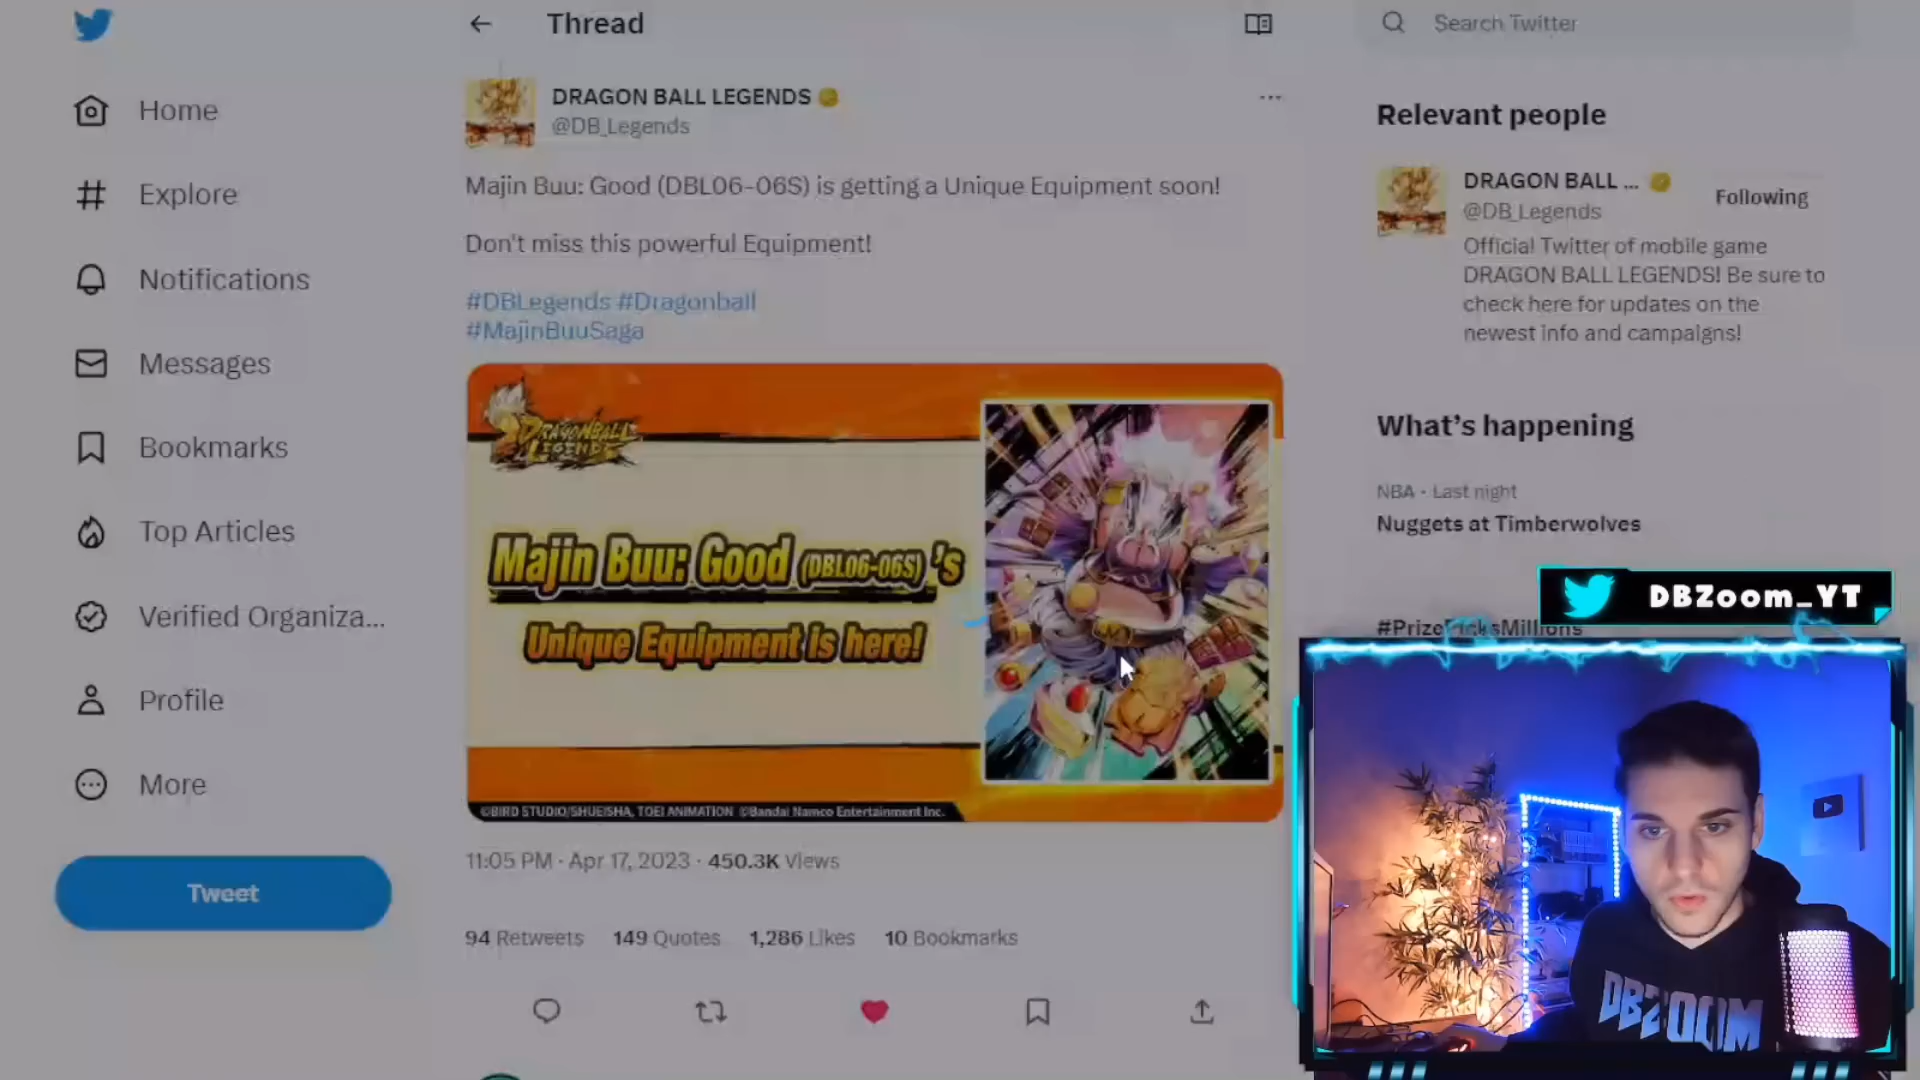 Thread
Search Twitter
Home
Explore
Notifications
Messages
Bookmarks
Top Articles
Verified Organiza...
Profile
More
Tweet
DRAGON BALL LEGENDS
@DB_Legends
Majin Buu: Good (DBL06-06S) is getting a Unique Equipment soon!
Don't miss this powerful Equipment!
#DBLegends #Dragonball
#MajinBuuSaga
DRAGONBALL
LEGENDS
Majin Buu: Good (DBL06-06S)'s
Unique Equipment is here!
©BIRD STUDIO/SHUEISHA, TOEI ANIMATION ©Bandai Namco Entertainment Inc.
11:05 PM · Apr 17, 2023 · 450.3K Views
94 Retweets 149 Quotes 1,286 Likes 10 Bookmarks
Relevant people
DRAGON BALL ...
@DB_Legends
Following
Official Twitter of mobile game
DRAGON BALL LEGENDS! Be sure to
check here for updates on the
newest info and campaigns!
What's happening
NBA · Last night
Nuggets at Timberwolves
#PrizePicksMillions
DBZoom_YT
DBZOOM